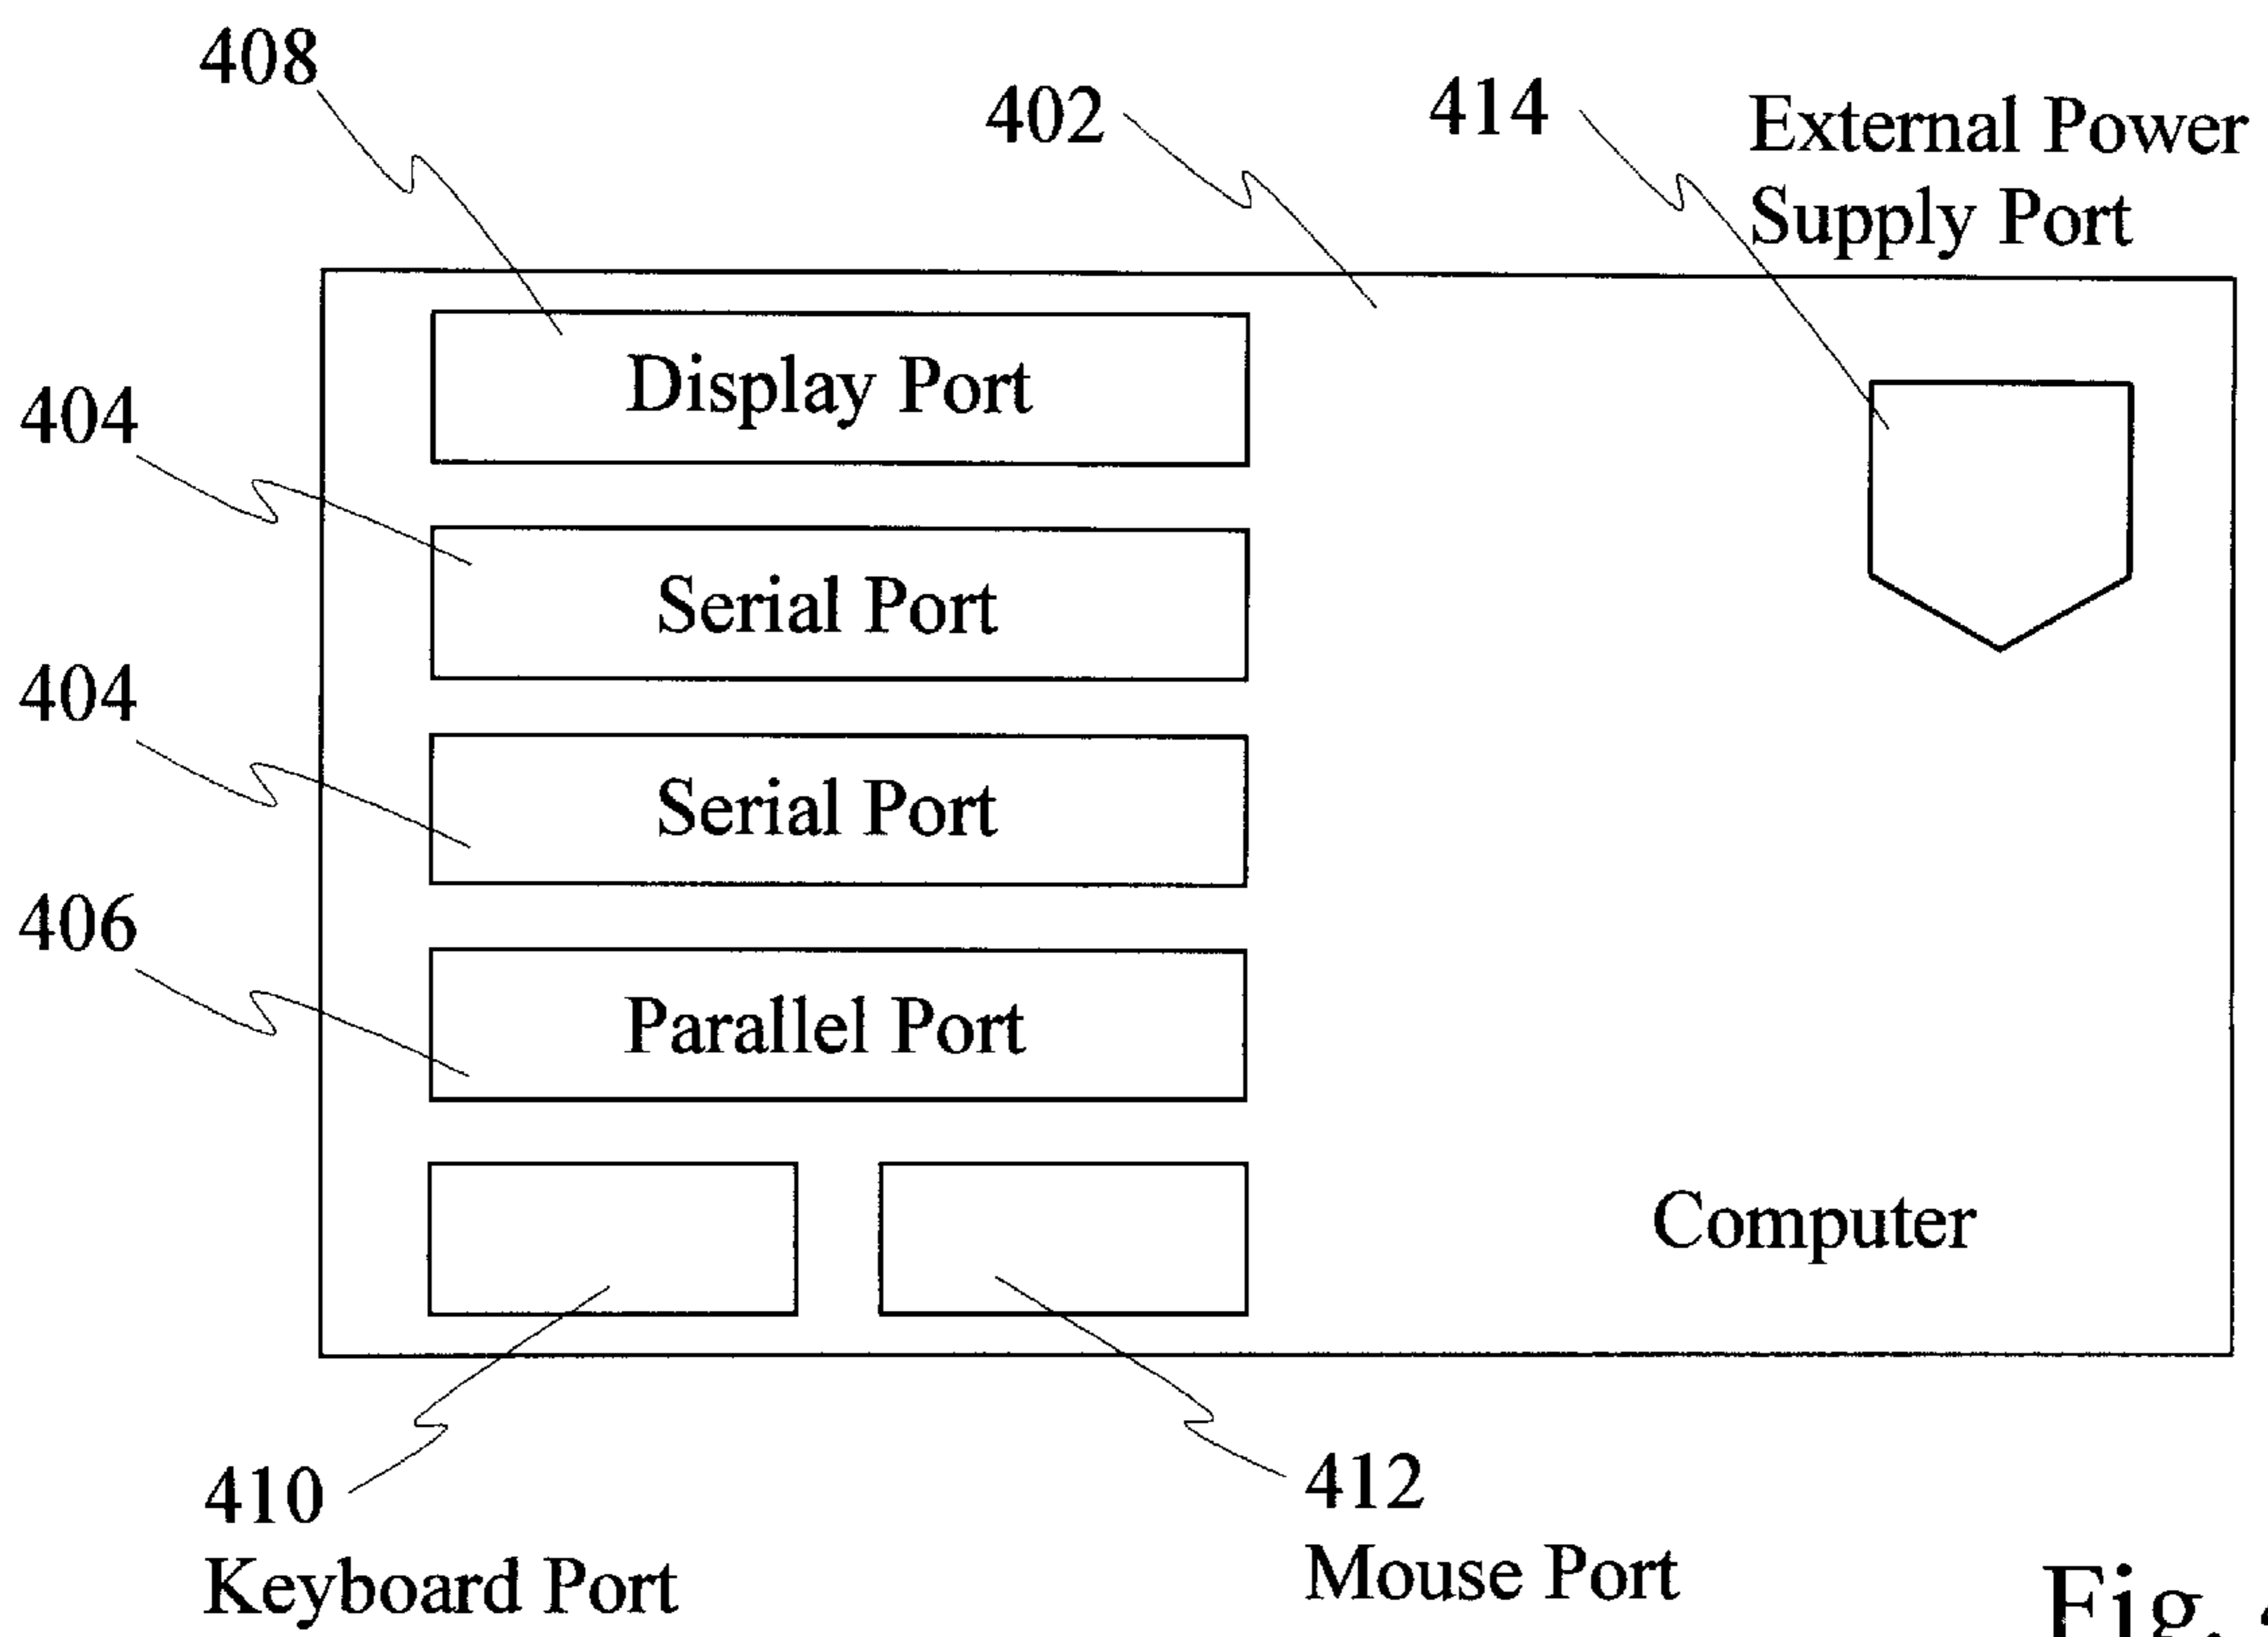 408
402
414
External Power
Supply Port
Display Port
404
Serial Port
404
Serial Port
406
Parallel Port
Computer
410
Keyboard Port
412
Mouse Port
Fig.